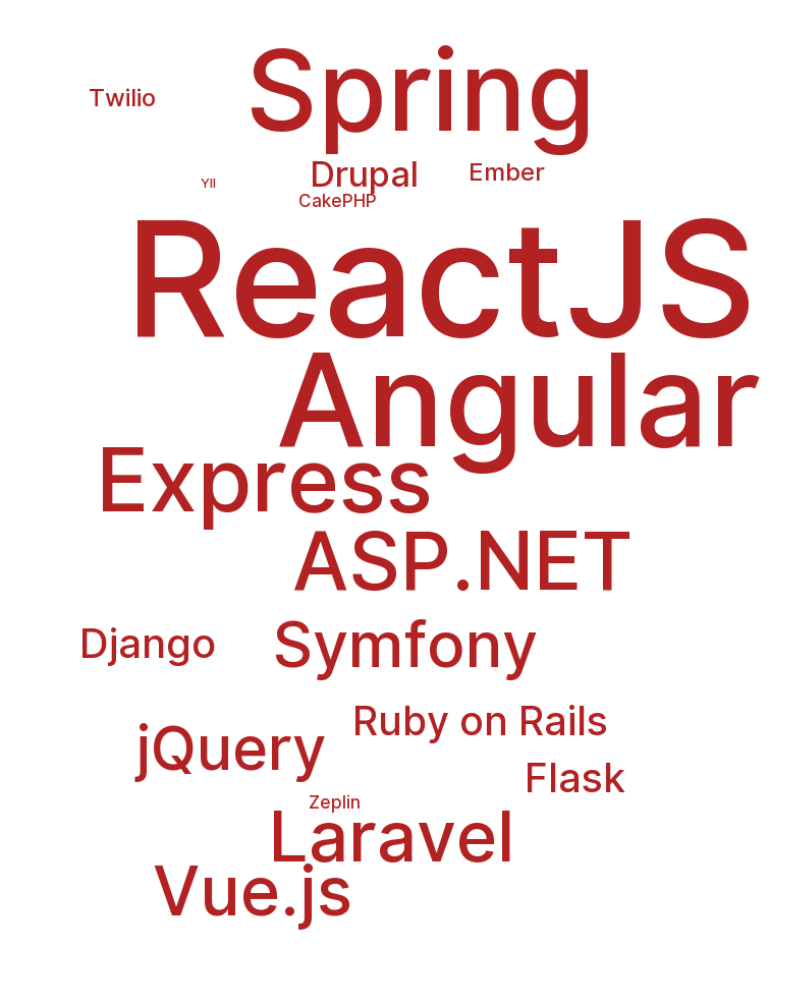 Spring
Twilio
Drupal
Ember
YII
CakePHP
ReactJS
Angular
Express
ASP.NET
Django
Symfony
Ruby on Rails
jQuery
Flask
Zeplin
Laravel
Vue.js